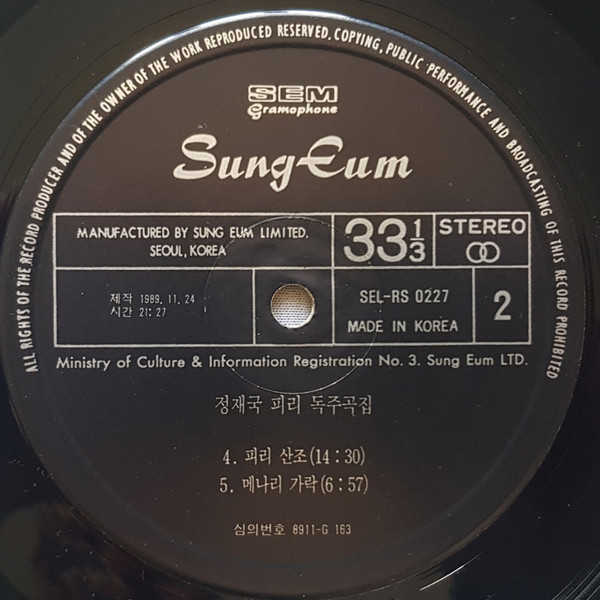 ALL RIGHTS OF THE RECORD PRODUCER AND OF THE OWNER OF THE WORK REPRODUCED RESERVED. COPYING, PUBLIC PERFORMANCE AND BROADCASTING OF THIS RECORD PROHIBITED
SEM
Gramophone
Sung Eum
MANUFACTURED BY SUNG EUM LIMITED.
SEOUL, KOREA
33 1/3
STEREO
제작 1989. 11. 24
시간 21: 27
SEL-RS 0227
MADE IN KOREA
2
Ministry of Culture & Information Registration No. 3. Sung Eum LTD.
정재국 피리 독주곡집
4. 피리 산조(14 : 30)
5. 메나리 가락(6 : 57)
심의번호 8911-G 163